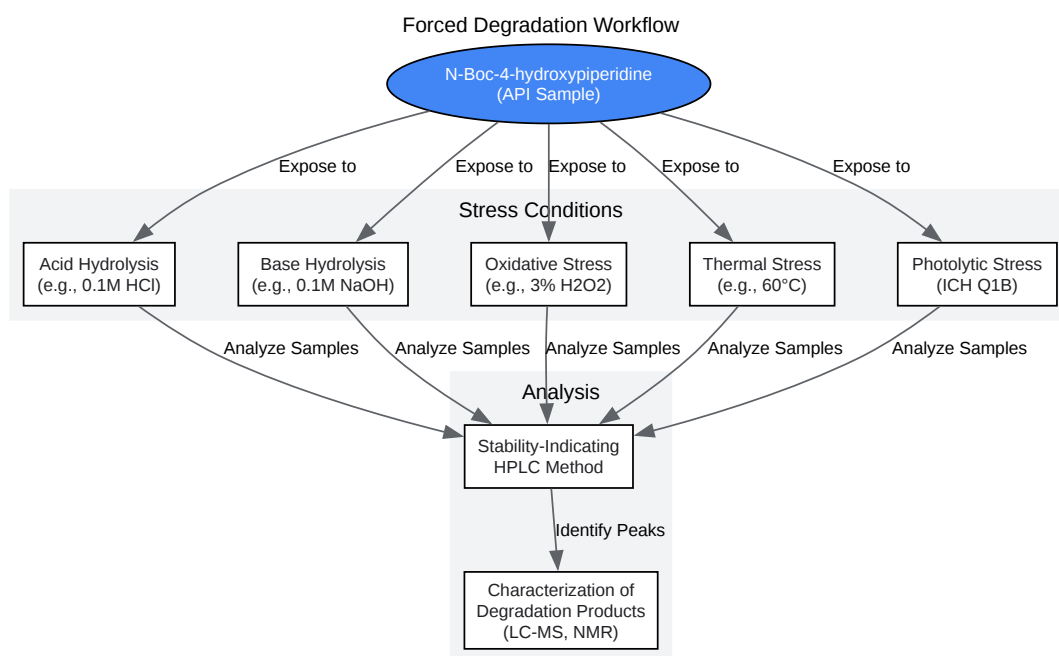 Forced Degradation Workflow
N-Boc-4-hydroxypiperidine
(API Sample)
Expose to
Expose to
Expose to
Expose to
Expose to
Stress Conditions
Acid Hydrolysis
(e.g., 0.1M HCl)
Base Hydrolysis
(e.g., 0.1M NaOH)
Oxidative Stress
(e.g., 3% H2O2)
Thermal Stress
(e.g., 60°C)
Photolytic Stress
(ICH Q1B)
Analyze Samples
Analyze Samples
Analyze Samples
Analyze Samples
Analyze Samples
Analysis
Stability-Indicating
HPLC Method
Identify Peaks
Characterization of
Degradation Products
(LC-MS, NMR)